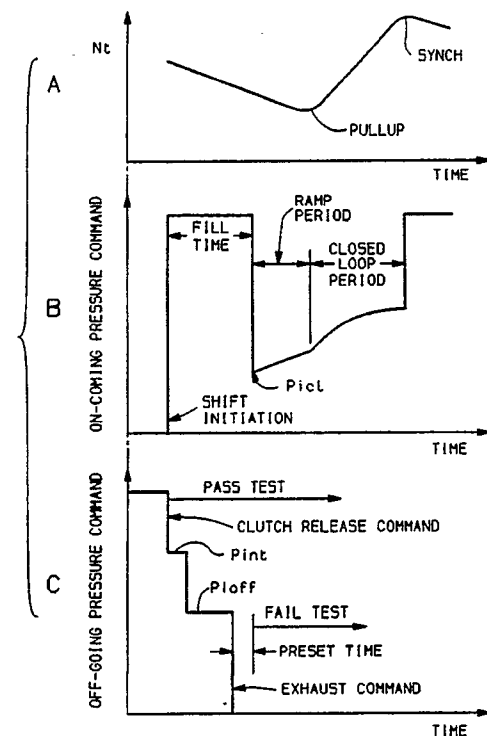 Nt
A
SYNCH
PULLUP
TIME
ON-COMING PRESSURE COMMAND
B
FILL
TIME
RAMP
PERIOD
CLOSED
LOOP
PERIOD
Picl
SHIFT
INITIATION
TIME
OFF-GOING PRESSURE COMMAND
C
PASS TEST
CLUTCH RELEASE COMMAND
Pint
Ploff
FAIL TEST
PRESET TIME
EXHAUST COMMAND
TIME